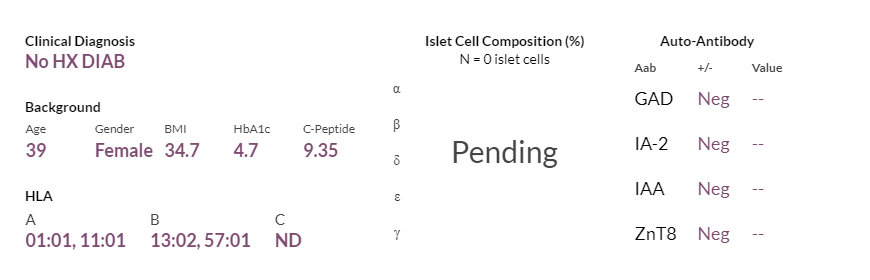 Clinical Diagnosis
No HX DIAB
Background
Age Gender BMI HbA1c C-Peptide
39 Female 34.7 4.7 9.35
HLA
A B C
01:01, 11:01 13:02, 57:01 ND
Islet Cell Composition (%)
N = 0 islet cells
α
β
δ
ε
γ
Pending
Auto-Antibody
Aab +/- Value
GAD Neg --
IA-2 Neg --
IAA Neg --
ZnT8 Neg --